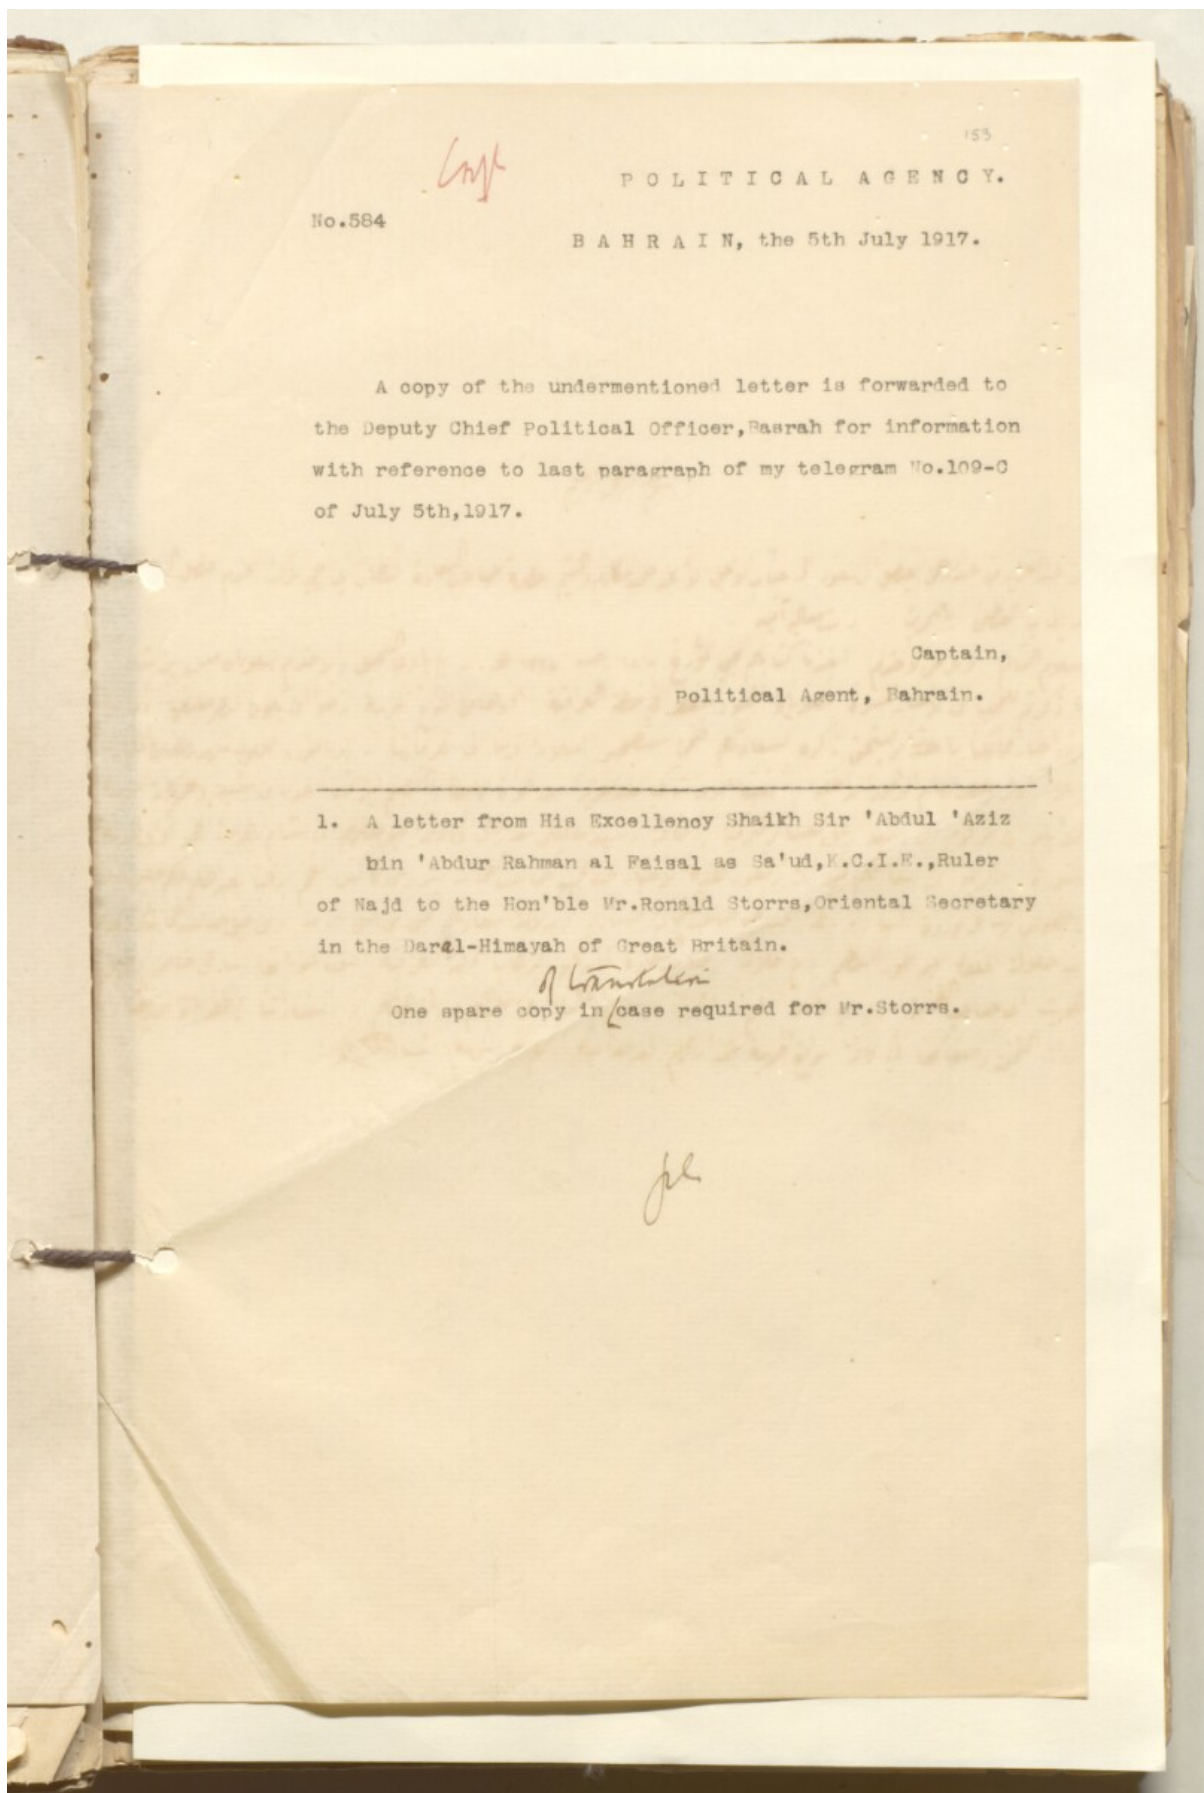 153
POLITICAL AGENCY.
No.584
BAHRAIN, the 5th July 1917.
A copy of the undermentioned letter is forwarded to
the Deputy Chief Political Officer,Basrah for information
with reference to last paragraph of my telegram No.109-C
of July 5th,1917.
Captain,
Political Agent, Bahrain.
1. A letter from His Excellency Shaikh Sir 'Abdul 'Aziz
bin 'Abdur Rahman al Faisal as Sa'ud,K.C.I.E.,Ruler
of Najd to the Hon'ble Mr.Ronald Storrs,Oriental Secretary
in the Daral-Himayah of Great Britain.
of translation
One spare copy in case required for Mr.Storrs.